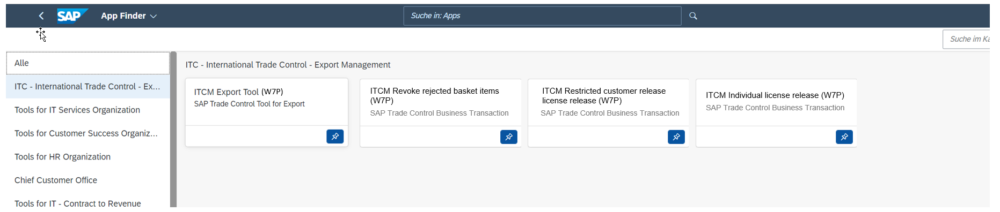 SAP App Finder
Suche in: Apps
Suche im Ka
Alle
ITC - International Trade Control - Ex...
Tools for IT Services Organization
Tools for Customer Success Organiz...
Tools for HR Organization
Chief Customer Office
Tools for IT - Contract to Revenue
ITC - International Trade Control - Export Management
ITCM Export Tool (W7P)
SAP Trade Control Tool for Export
ITCM Revoke rejected basket items
(W7P)
SAP Trade Control Business Transaction
ITCM Restricted customer release
license release (W7P)
SAP Trade Control Business Transaction
ITCM Individual license release (W7P)
SAP Trade Control Business Transaction